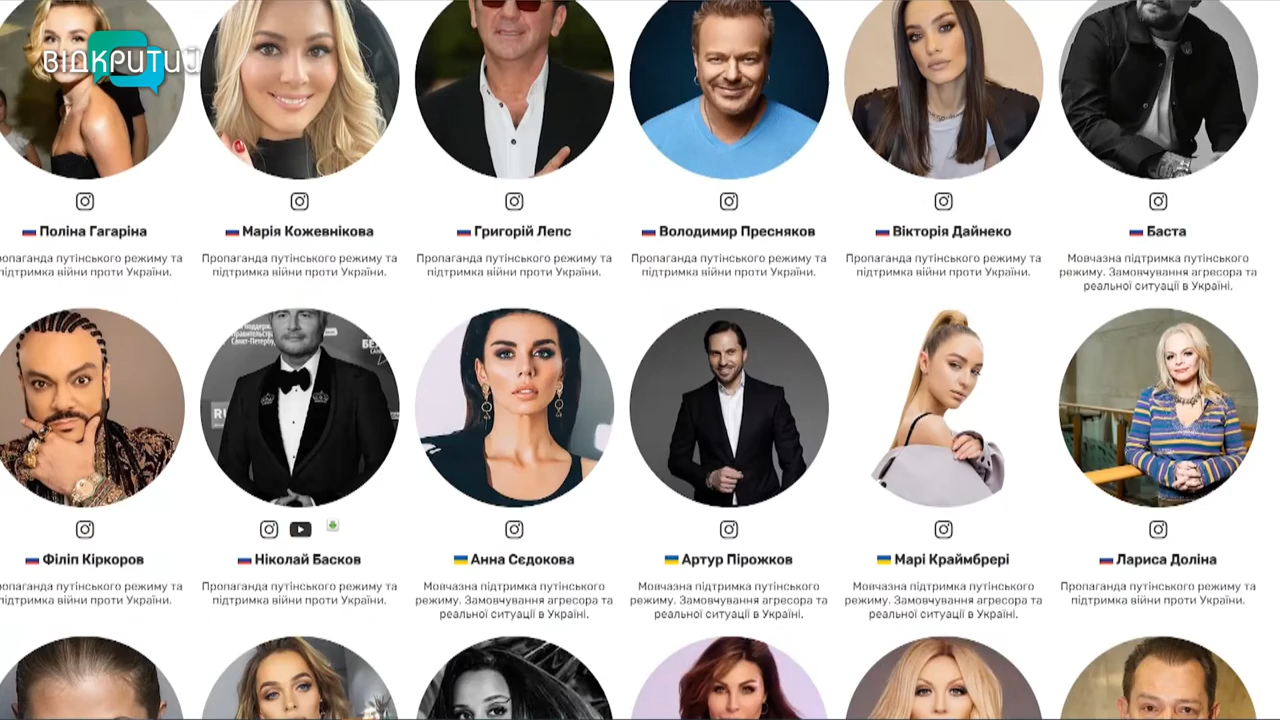 ВІДКРИТИЙ
Поліна Гагаріна
Марія Кожевнікова
Григорій Лепс
Володимир Пресняков
Вікторія Дайнеко
Баста
путінського режиму та
підтримка війни проти України.
Пропаганда путінського режиму та
підтримка війни проти України.
Пропаганда путінського режиму та
підтримка війни проти України.
Пропаганда путінського режиму та
підтримка війни проти України.
Пропаганда путінського режиму та
підтримка війни проти України.
Мовчазна підтримка путінського
режиму. Замовчування агресора та
реальної ситуації в Україні.
Філіп Кіркоров
Ніколай Басков
Анна Сєдокова
Артур Пірожков
Марі Краймбрері
Лариса Доліна
путінського режиму та
підтримка війни проти України.
Пропаганда путінського режиму та
підтримка війни проти України.
Мовчазна підтримка путінського
режиму. Замовчування агресора та
реальної ситуації в Україні.
Мовчазна підтримка путінського
режиму. Замовчування агресора та
реальної ситуації в Україні.
Мовчазна підтримка путінського
режиму. Замовчування агресора та
реальної ситуації в Україні.
Пропаганда путінського режиму та
підтримка війни проти України.